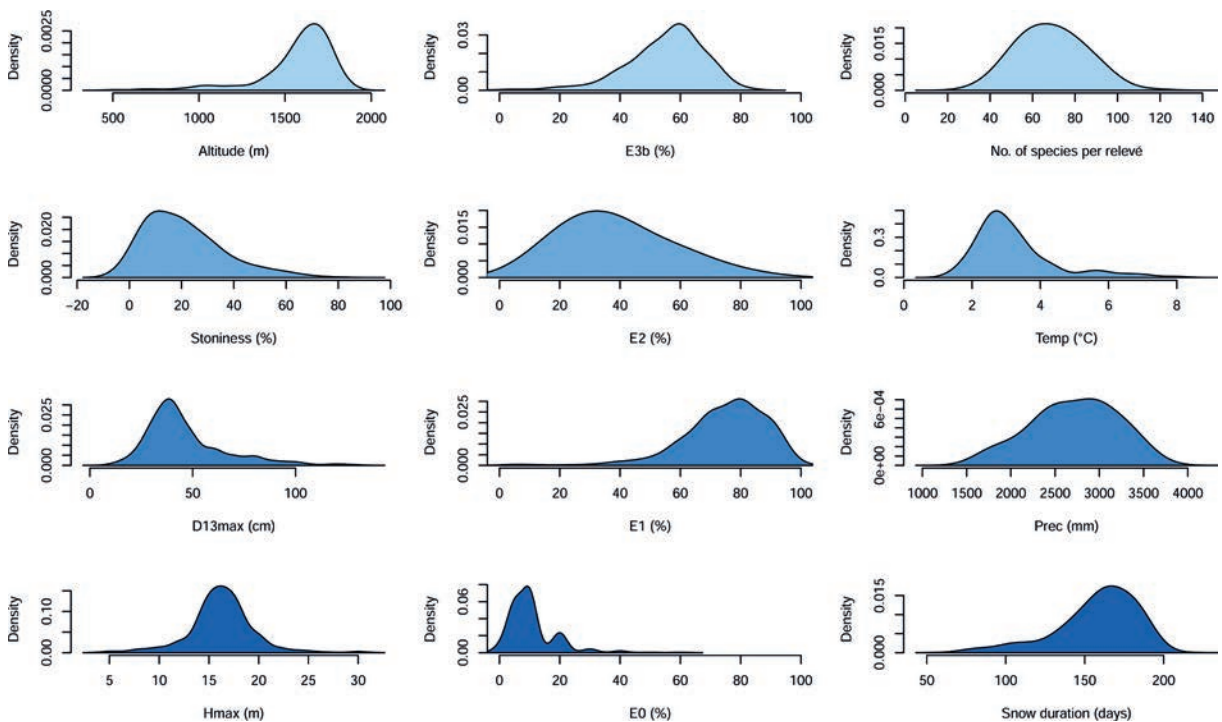 Density
0.0025
0.0000
500 1000 1500 2000
Altitude (m)
Density
0.03
0.00
0 20 40 60 80 100
E3b (%)
Density
0.015
0.000
0 20 40 60 80 100 120 140
No. of species per relevé
Density
0.020
0.000
−20 0 20 40 60 80 100
Stoniness (%)
Density
0.015
0.000
0 20 40 60 80 100
E2 (%)
Density
0.3
0.0
0 2 4 6 8
Temp (°C)
Density
0.025
0.000
0 50 100
D13max (cm)
Density
0.025
0.000
0 20 40 60 80 100
E1 (%)
Density
6e−04
0e+00
1000 1500 2000 2500 3000 3500 4000
Prec (mm)
Density
0.10
0.00
5 10 15 20 25 30
Hmax (m)
Density
0.06
0.00
0 20 40 60 80 100
E0 (%)
Density
0.015
0.000
50 100 150 200
Snow duration (days)